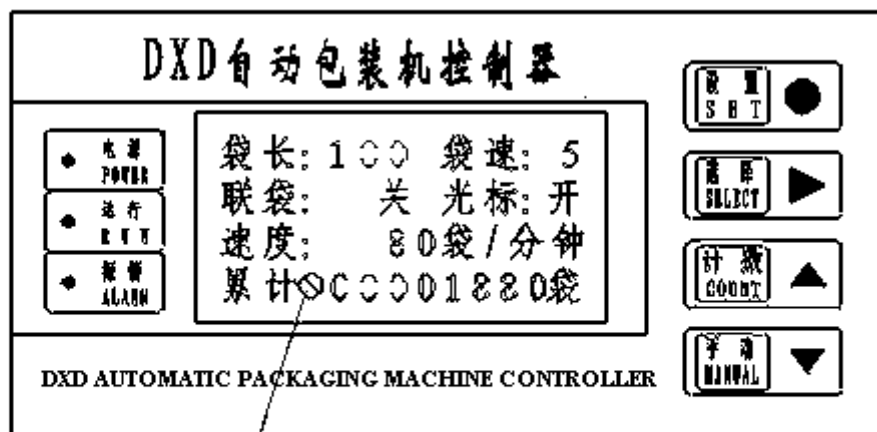 DXD自动包装机控制器
电源
POWER
运行
RUN
报警
ALARM
袋长:100 袋速:5
联袋: 关 光标:开
速度: 80袋/分钟
累计⊘00001880袋
设置
SET
选择
SELECT
计数
COUNT
手动
MANUAL
DXD AUTOMATIC PACKAGING MACHINE CONTROLLER